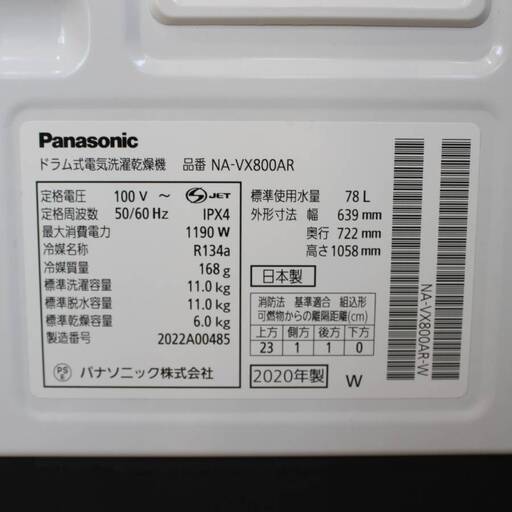 Panasonic
ドラム式電気洗濯乾燥機 品番 NA-VX800AR
定格電圧 100 V ~
定格周波数 50/60 Hz
最大消費電力 1190 W
冷媒名称 R134a
冷媒質量 168 g
標準洗濯容量 11.0 kg
標準脱水容量 11.0 kg
標準乾燥容量 6.0 kg
製造番号 2022A00485
S JET
IPX4
PS E パナソニック株式会社
標準使用水量 78 L
外形寸法 幅 639 mm
奥行 722 mm
高さ 1058 mm
日本製
消防法 基準適合 組込形
可燃物からの離隔距離(cm)
上方 側方 後方 下方
23 1 1 0
2020年製 W
NA-VX800AR-W